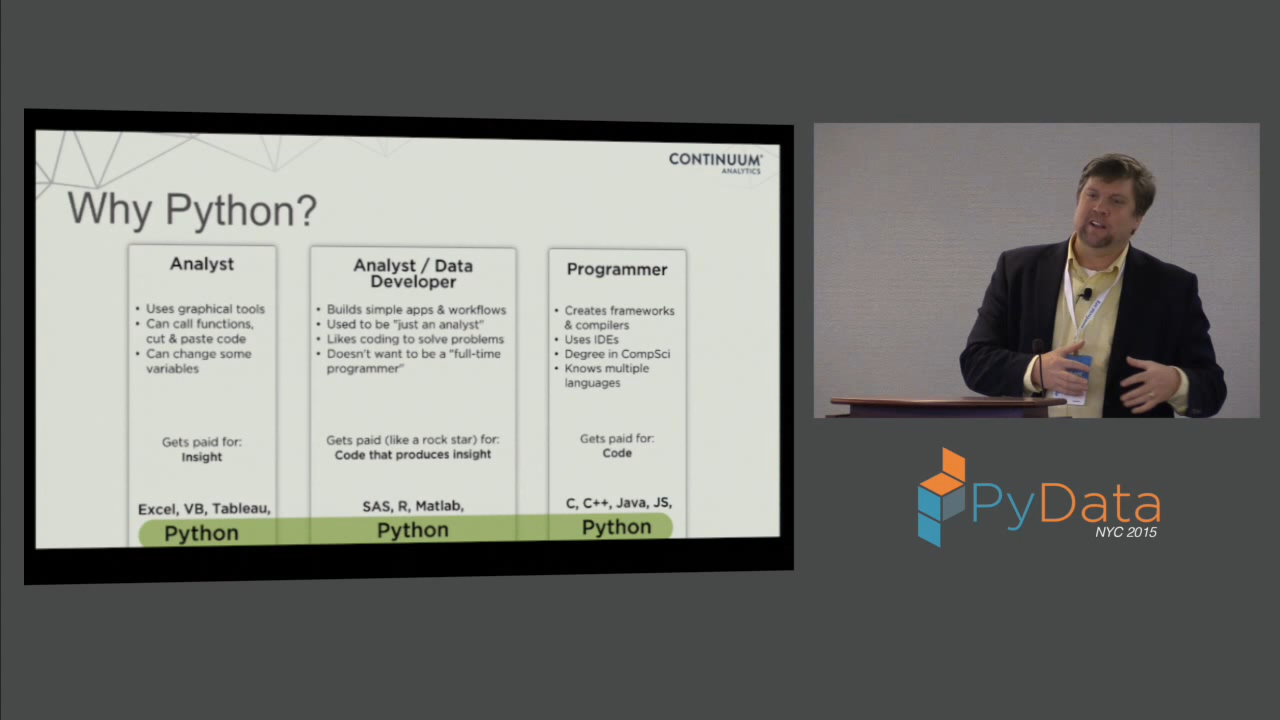 CONTINUUM
ANALYTICS
Why Python?
Analyst
• Uses graphical tools
• Can call functions,
cut & paste code
• Can change some
variables
Gets paid for:
Insight
Excel, VB, Tableau,
Python
Analyst / Data
Developer
• Builds simple apps & workflows
• Used to be "just an analyst"
• Likes coding to solve problems
• Doesn't want to be a "full-time
programmer"
Gets paid (like a rock star) for:
Code that produces insight
SAS, R, Matlab,
Python
Programmer
• Creates frameworks
& compilers
• Uses IDEs
• Degree in CompSci
• Knows multiple
languages
Gets paid for:
Code
C, C++, Java, JS,
Python
PyData
NYC 2015